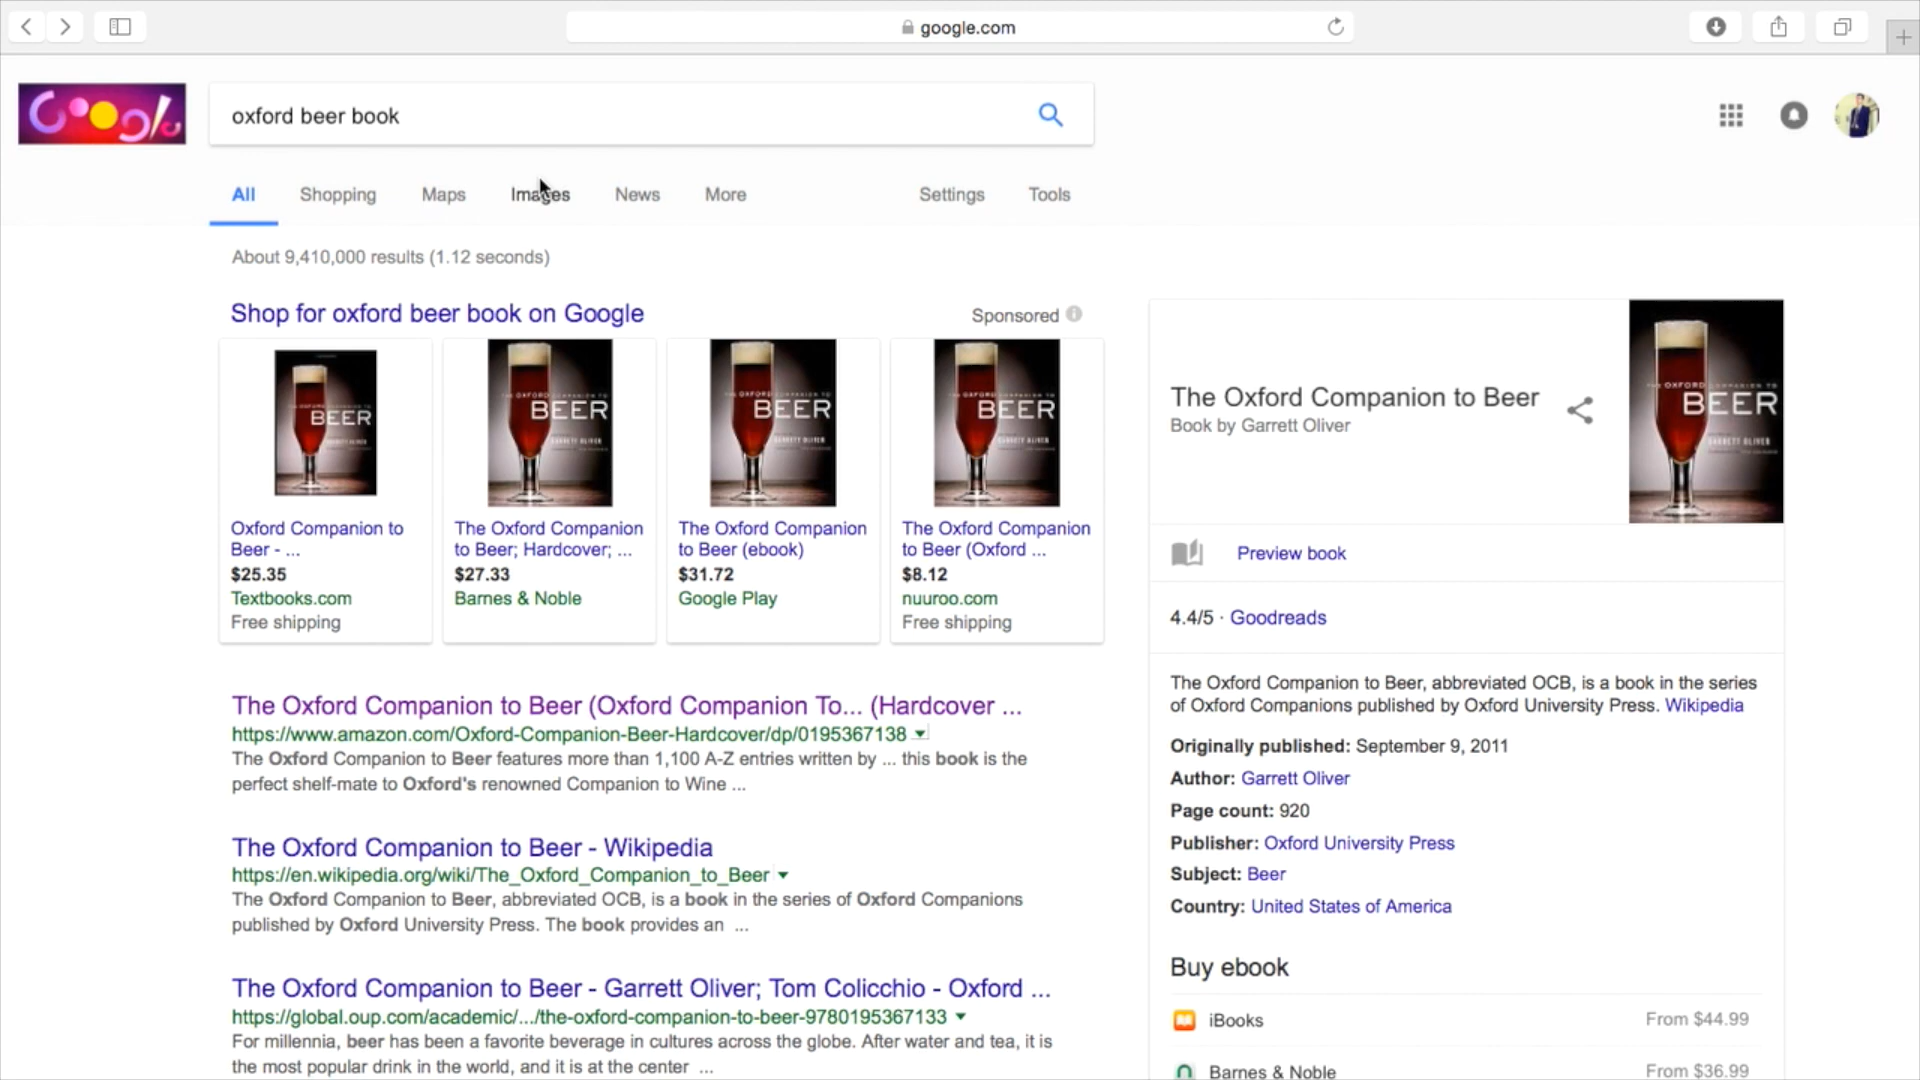 google.com
oxford beer book
All Shopping Maps Images News More Settings Tools
About 9,410,000 results (1.12 seconds)
Shop for oxford beer book on Google
Sponsored
BEER
Oxford Companion to
Beer - ...
$25.35
Textbooks.com
Free shipping
BEER
The Oxford Companion
to Beer; Hardcover; ...
$27.33
Barnes & Noble
BEER
The Oxford Companion
to Beer (ebook)
$31.72
Google Play
BEER
The Oxford Companion
to Beer (Oxford ...
$8.12
nuuroo.com
Free shipping
The Oxford Companion to Beer (Oxford Companion To... (Hardcover ...
https://www.amazon.com/Oxford-Companion-Beer-Hardcover/dp/0195367138
The Oxford Companion to Beer features more than 1,100 A-Z entries written by ... this book is the
perfect shelf-mate to Oxford's renowned Companion to Wine ...
The Oxford Companion to Beer - Wikipedia
https://en.wikipedia.org/wiki/The_Oxford_Companion_to_Beer
The Oxford Companion to Beer, abbreviated OCB, is a book in the series of Oxford Companions
published by Oxford University Press. The book provides an ...
The Oxford Companion to Beer - Garrett Oliver; Tom Colicchio - Oxford ...
https://global.oup.com/academic/.../the-oxford-companion-to-beer-9780195367133
For millennia, beer has been a favorite beverage in cultures across the globe. After water and tea, it is
the most popular drink in the world, and it is at the center ...
The Oxford Companion to Beer
Book by Garrett Oliver
THE OXFORD COMPANION TO
BEER
GARRETT OLIVER
Preview book
4.4/5 · Goodreads
The Oxford Companion to Beer, abbreviated OCB, is a book in the series
of Oxford Companions published by Oxford University Press. Wikipedia
Originally published: September 9, 2011
Author: Garrett Oliver
Page count: 920
Publisher: Oxford University Press
Subject: Beer
Country: United States of America
Buy ebook
iBooks From $44.99
Barnes & Noble From $36.99